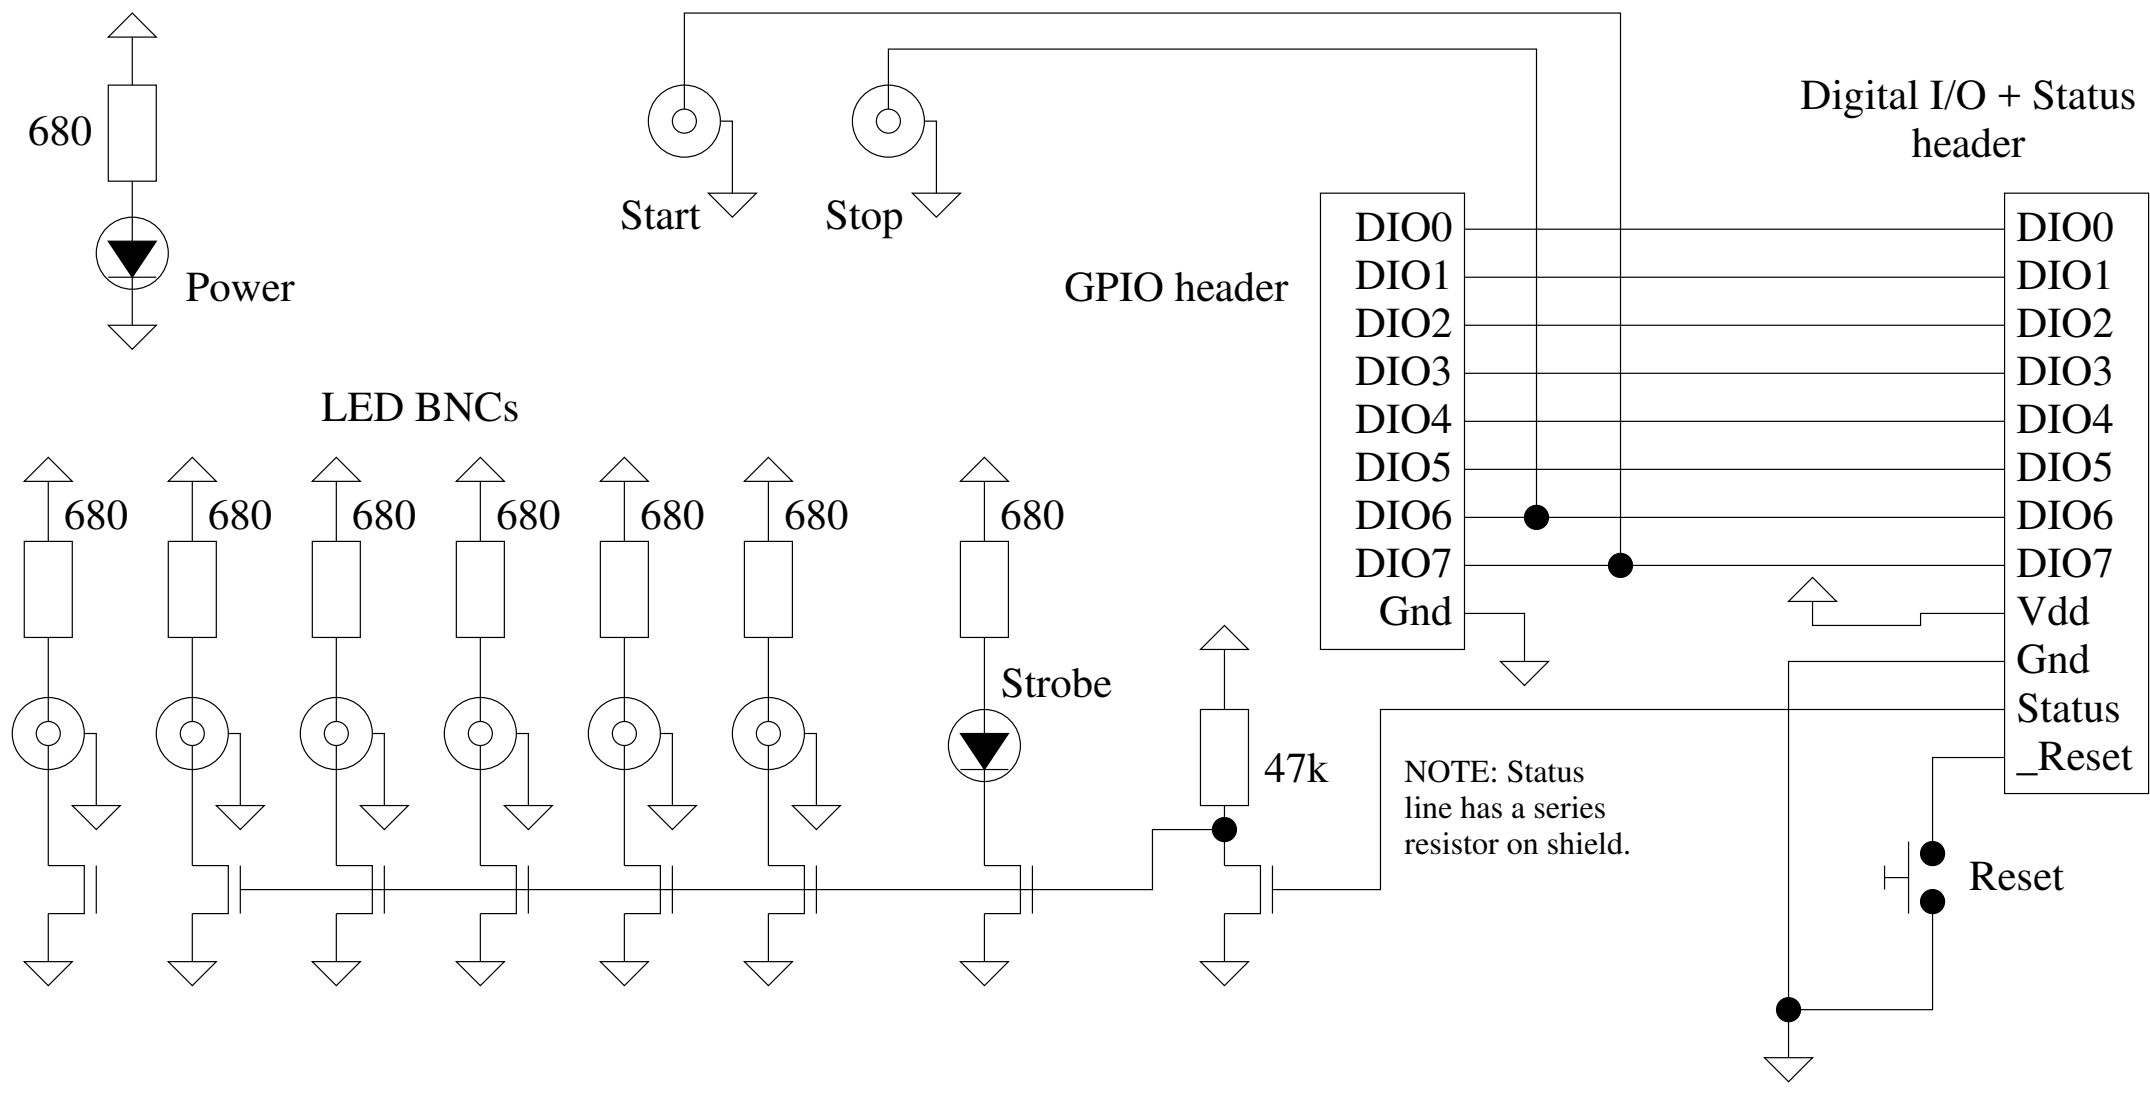 680
Power
Start
Stop
Digital I/O + Status
header
GPIO header
DIO0
DIO1
DIO2
DIO3
DIO4
DIO5
DIO6
DIO7
Gnd
DIO0
DIO1
DIO2
DIO3
DIO4
DIO5
DIO6
DIO7
Vdd
Gnd
Status
_Reset
LED BNCs
680
680
680
680
680
680
680
Strobe
47k
NOTE: Status
line has a series
resistor on shield.
Reset